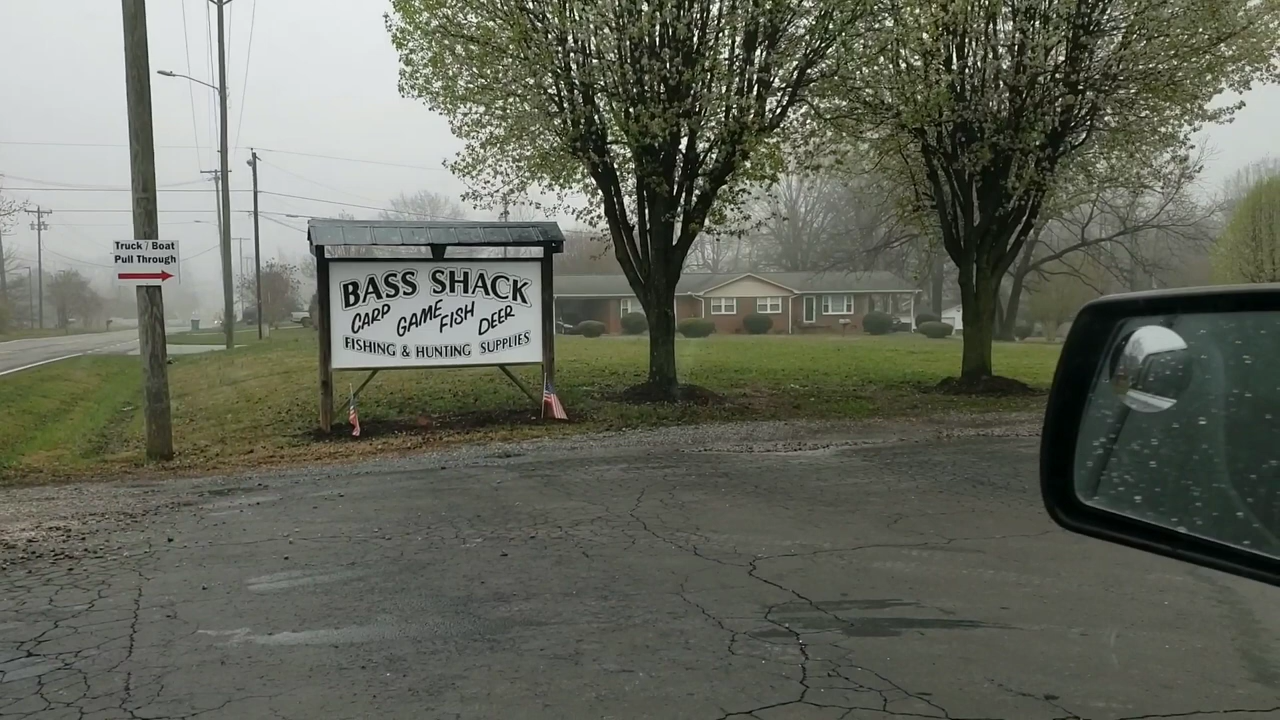 Truck / Boat
Pull Through
BASS SHACK
CARP GAME FISH DEER
FISHING & HUNTING SUPPLIES